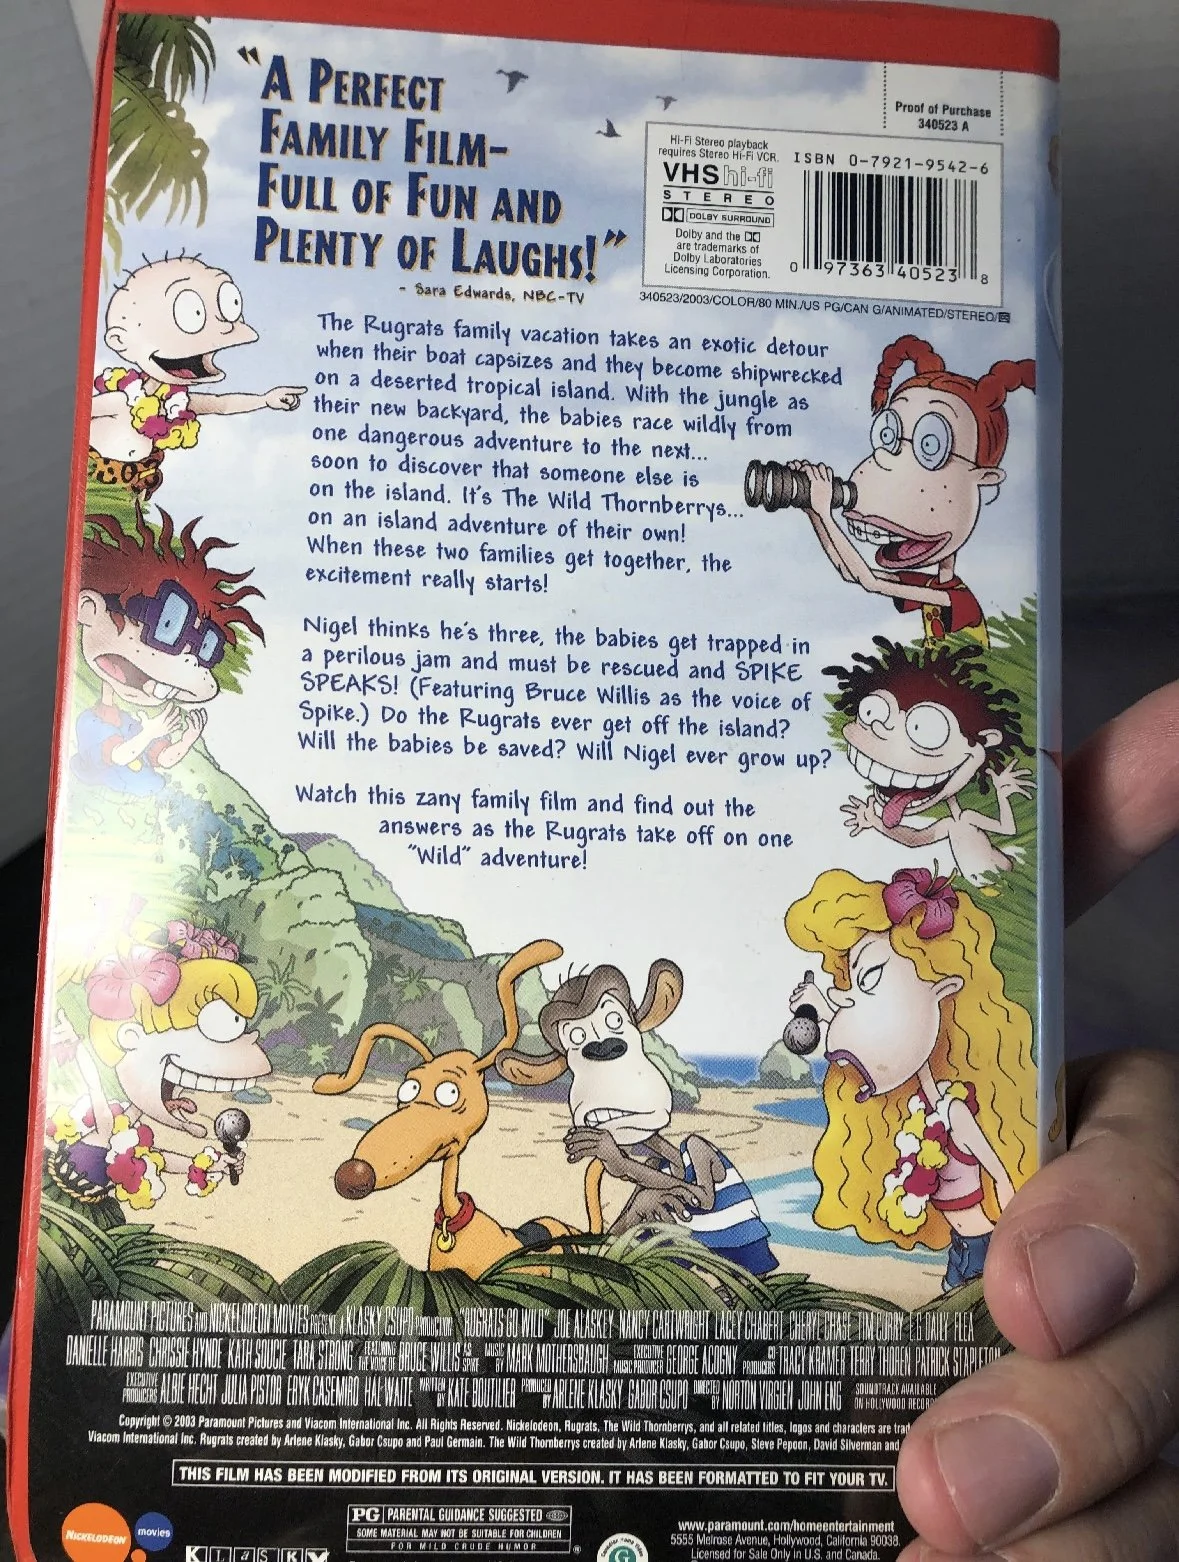 “A Perfect
Family Film–
Full of Fun and
Plenty of Laughs!”
- Sara Edwards, NBC-TV
Proof of Purchase
340523 A
Hi-Fi Stereo playback
requires Stereo Hi-Fi VCR.
VHS hi-fi
STEREO
DOLBY SURROUND
Dolby and the
are trademarks of
Dolby Laboratories
Licensing Corporation.
ISBN 0-7921-9542-6
0 97363 40523 8
340523/2003/COLOR/80 MIN./US PG/CAN G/ANIMATED/STEREO/
The Rugrats family vacation takes an exotic detour
when their boat capsizes and they become shipwrecked
on a deserted tropical island. With the jungle as
their new backyard, the babies race wildly from
one dangerous adventure to the next...
soon to discover that someone else is
on the island. It's The Wild Thornberrys...
on an island adventure of their own!
When these two families get together, the
excitement really starts!
Nigel thinks he's three, the babies get trapped in
a perilous jam and must be rescued and SPIKE
SPEAKS! (Featuring Bruce Willis as the voice of
Spike.) Do the Rugrats ever get off the island?
Will the babies be saved? Will Nigel ever grow up?
Watch this zany family film and find out the
answers as the Rugrats take off on one
"Wild" adventure!
PARAMOUNT PICTURES AND NICKELODEON MOVIES PRESENT A KLASKY CSUPO PRODUCTION "RUGRATS GO WILD" JOE ALASKEY NANCY CARTWRIGHT LACEY CHABERT CHERYL CHASE TIM CURRY E.G. DAILY FLEA
DANIELLE HARRIS CHRISSIE HYNDE KATH SOUCIE TARA STRONG FEATURING THE VOICE OF BRUCE WILLIS AS SPIKE MUSIC BY MARK MOTHERSBAUGH EXECUTIVE MUSIC PRODUCER GEORGE ACOGNY PRODUCERS TRACY KRAMER TERRY THOREN PATRICK STAPLETON
EXECUTIVE PRODUCERS ALBIE HECHT JULIA PISTOR ERYK CASEMIRO HAL WAITE WRITTEN BY KATE BOUTILIER PRODUCED BY ARLENE KLASKY GABOR CSUPO DIRECTED BY NORTON VIRGIEN JOHN ENG SOUNDTRACK AVAILABLE ON HOLLYWOOD RECOR
Copyright © 2003 Paramount Pictures and Viacom International Inc. All Rights Reserved. Nickelodeon, Rugrats, The Wild Thornberrys, and all related titles, logos and characters are trad
Viacom International Inc. Rugrats created by Arlene Klasky, Gabor Csupo and Paul Germain. The Wild Thornberrys created by Arlene Klasky, Gabor Csupo, Steve Pepoon, David Silverman and
THIS FILM HAS BEEN MODIFIED FROM ITS ORIGINAL VERSION. IT HAS BEEN FORMATTED TO FIT YOUR TV.
NICKELODEON movies
KLaSKY
PG PARENTAL GUIDANCE SUGGESTED
SOME MATERIAL MAY NOT BE SUITABLE FOR CHILDREN
FOR MILD CRUDE HUMOR
G
www.paramount.com/homeentertainment
5555 Melrose Avenue, Hollywood, California 90038.
Licensed for Sale Only in U.S. and Canada.